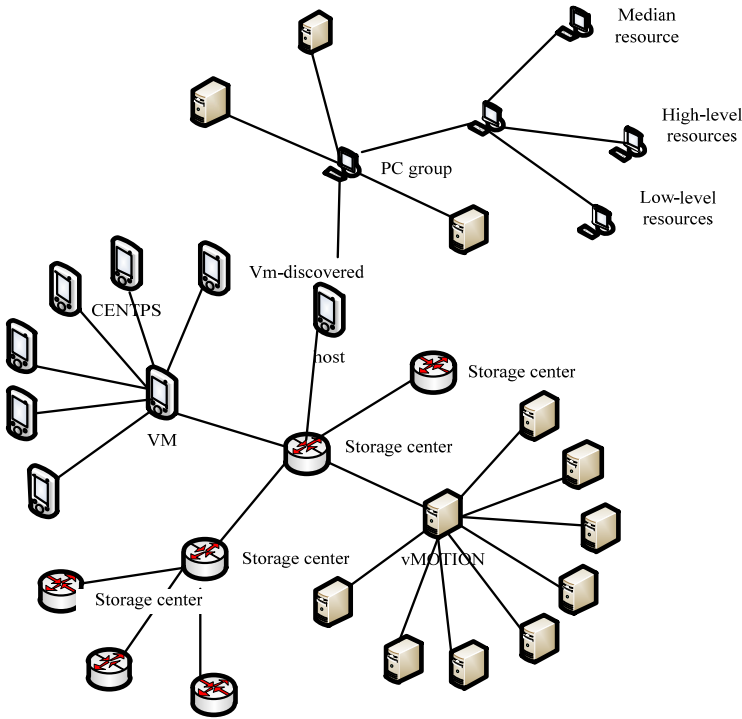 Median
resource
High-level
resources
PC group
Low-level
resources
Vm-discovered
CENTPS
host
Storage center
VM
Storage center
Storage center
vMOTION
Storage center